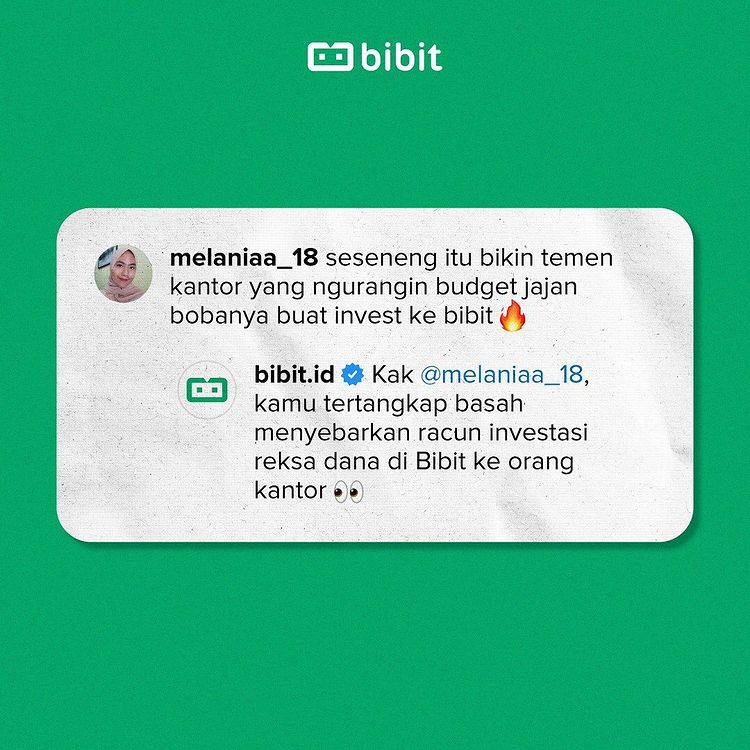 bibit
melaniaa_18 seseneng itu bikin temen
kantor yang ngurangin budget jajan
bobanya buat invest ke bibit🔥
bibit.id Kak @melaniaa_18,
kamu tertangkap basah
menyebarkan racun investasi
reksa dana di Bibit ke orang
kantor 👀